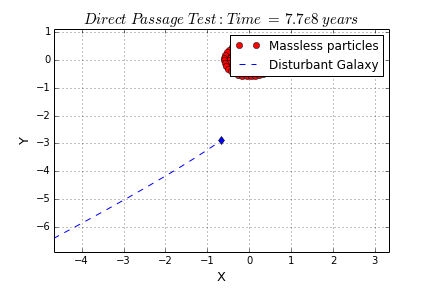 Direct Passage Test : Time = 7.7e8 years
Massless particles
Disturbant Galaxy
1
0
−1
−2
−3
−4
−5
−6
Y
−4 −3 −2 −1 0 1 2 3
X